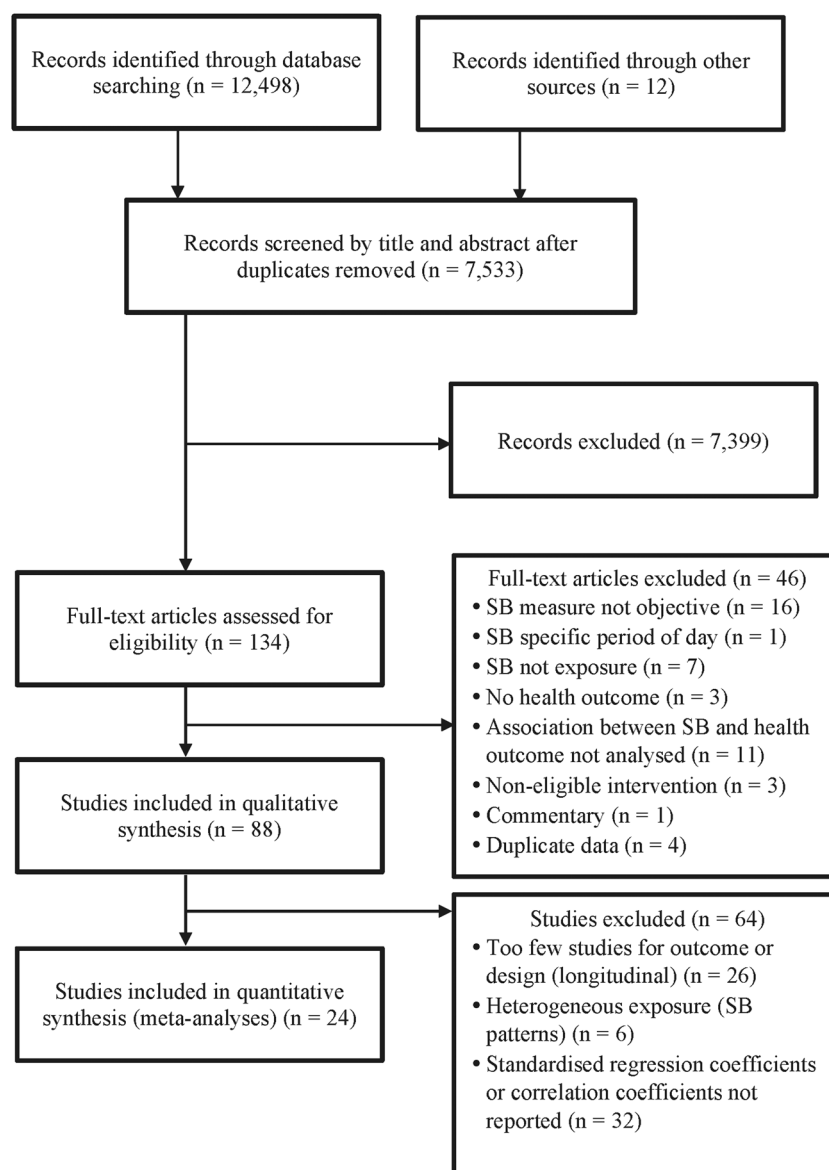 Records identified through database
searching (n = 12,498)
Records identified through other
sources (n = 12)
Records screened by title and abstract after
duplicates removed (n = 7,533)
Records excluded (n = 7,399)
Full-text articles assessed for
eligibility (n = 134)
Full-text articles excluded (n = 46)
• SB measure not objective (n = 16)
• SB specific period of day (n = 1)
• SB not exposure (n = 7)
• No health outcome (n = 3)
• Association between SB and health
outcome not analysed (n = 11)
• Non-eligible intervention (n = 3)
• Commentary (n = 1)
• Duplicate data (n = 4)
Studies included in qualitative
synthesis (n = 88)
Studies excluded (n = 64)
• Too few studies for outcome or
design (longitudinal) (n = 26)
• Heterogeneous exposure (SB
patterns) (n = 6)
• Standardised regression coefficients
or correlation coefficients not
reported (n = 32)
Studies included in quantitative
synthesis (meta-analyses) (n = 24)